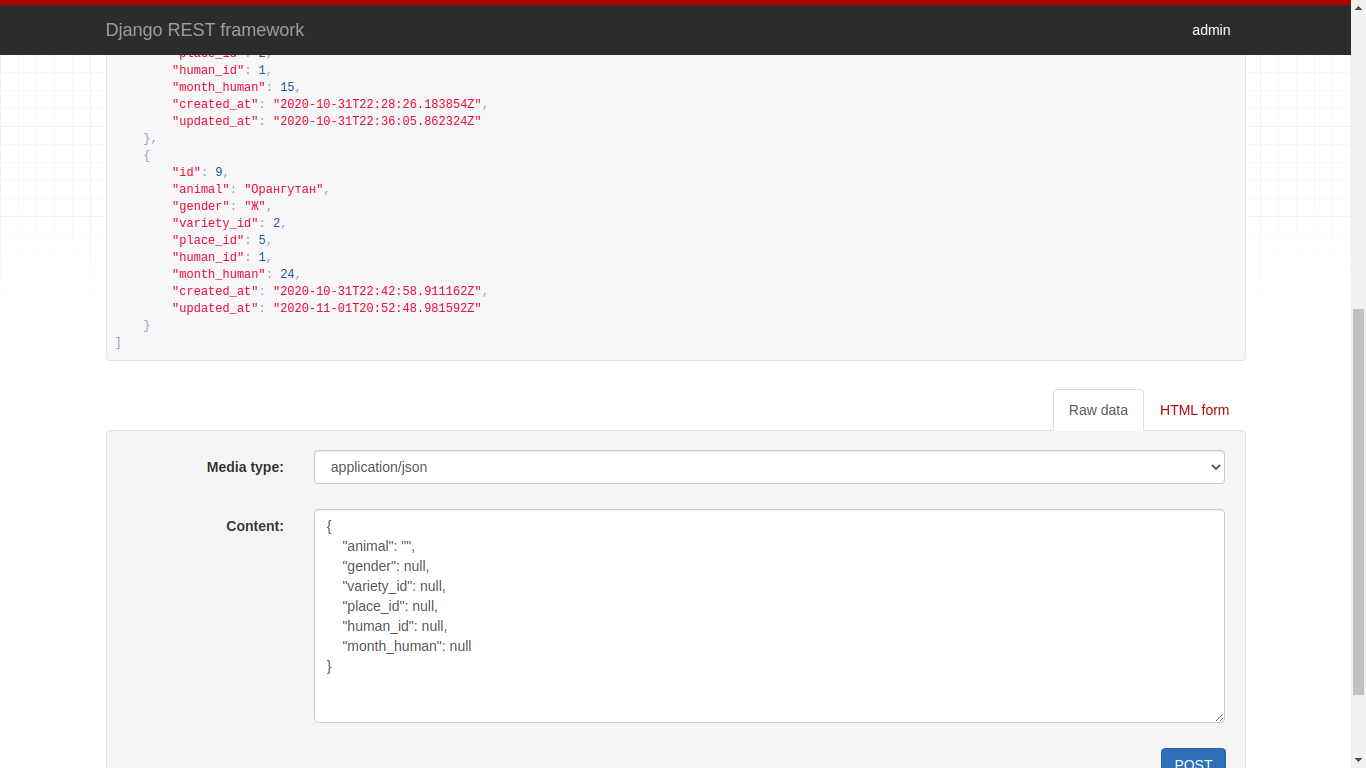 Django REST framework
admin
"place_id": 2,
"human_id": 1,
"month_human": 15,
"created_at": "2020-10-31T22:28:26.183854Z",
"updated_at": "2020-10-31T22:36:05.862324Z"
},
{
"id": 9,
"animal": "Орангутан",
"gender": "Ж",
"variety_id": 2,
"place_id": 5,
"human_id": 1,
"month_human": 24,
"created_at": "2020-10-31T22:42:58.911162Z",
"updated_at": "2020-11-01T20:52:48.981592Z"
}
]
Raw data
HTML form
Media type:
application/json
Content:
{
"animal": "",
"gender": null,
"variety_id": null,
"place_id": null,
"human_id": null,
"month_human": null
}
POST